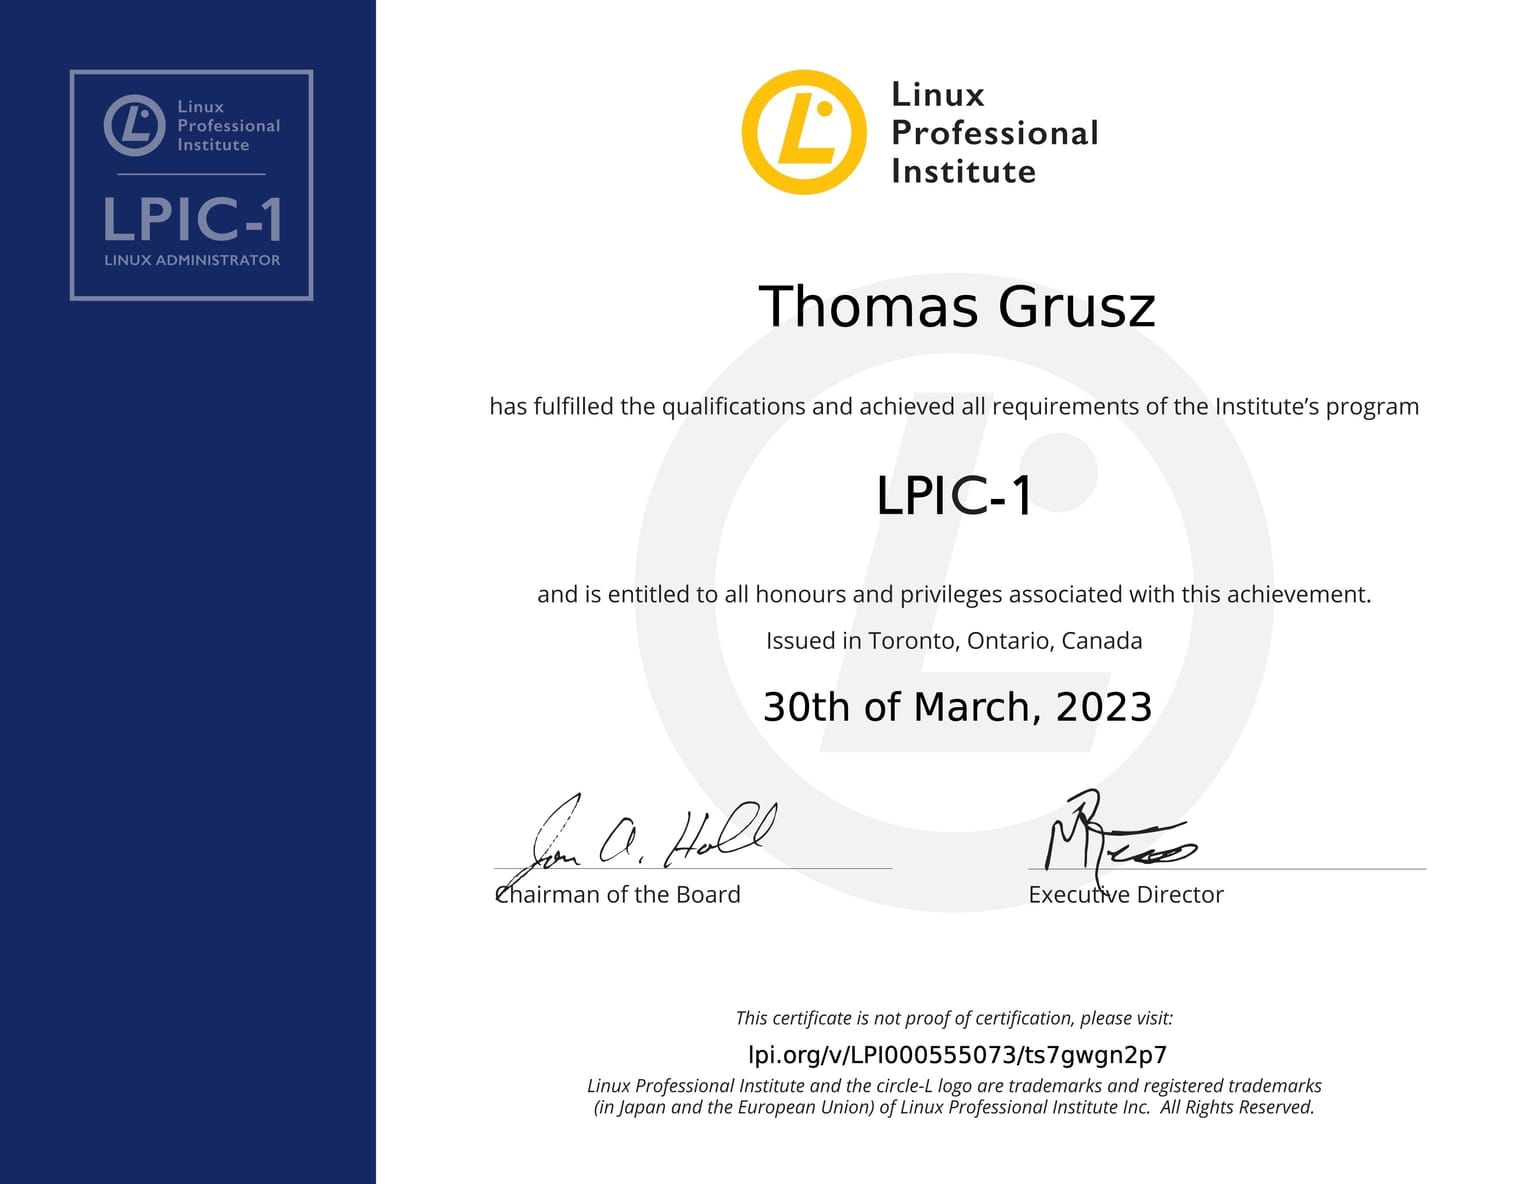 Linux
Professional
Institute
LPIC-1
LINUX ADMINISTRATOR
Linux
Professional
Institute
Thomas Grusz
has fulfilled the qualifications and achieved all requirements of the Institute’s program
LPIC-1
and is entitled to all honours and privileges associated with this achievement.
Issued in Toronto, Ontario, Canada
30th of March, 2023
Jon A. Hall
Chairman of the Board
Executive Director
This certificate is not proof of certification, please visit:
lpi.org/v/LPI000555073/ts7gwgn2p7
Linux Professional Institute and the circle-L logo are trademarks and registered trademarks
(in Japan and the European Union) of Linux Professional Institute Inc.  All Rights Reserved.